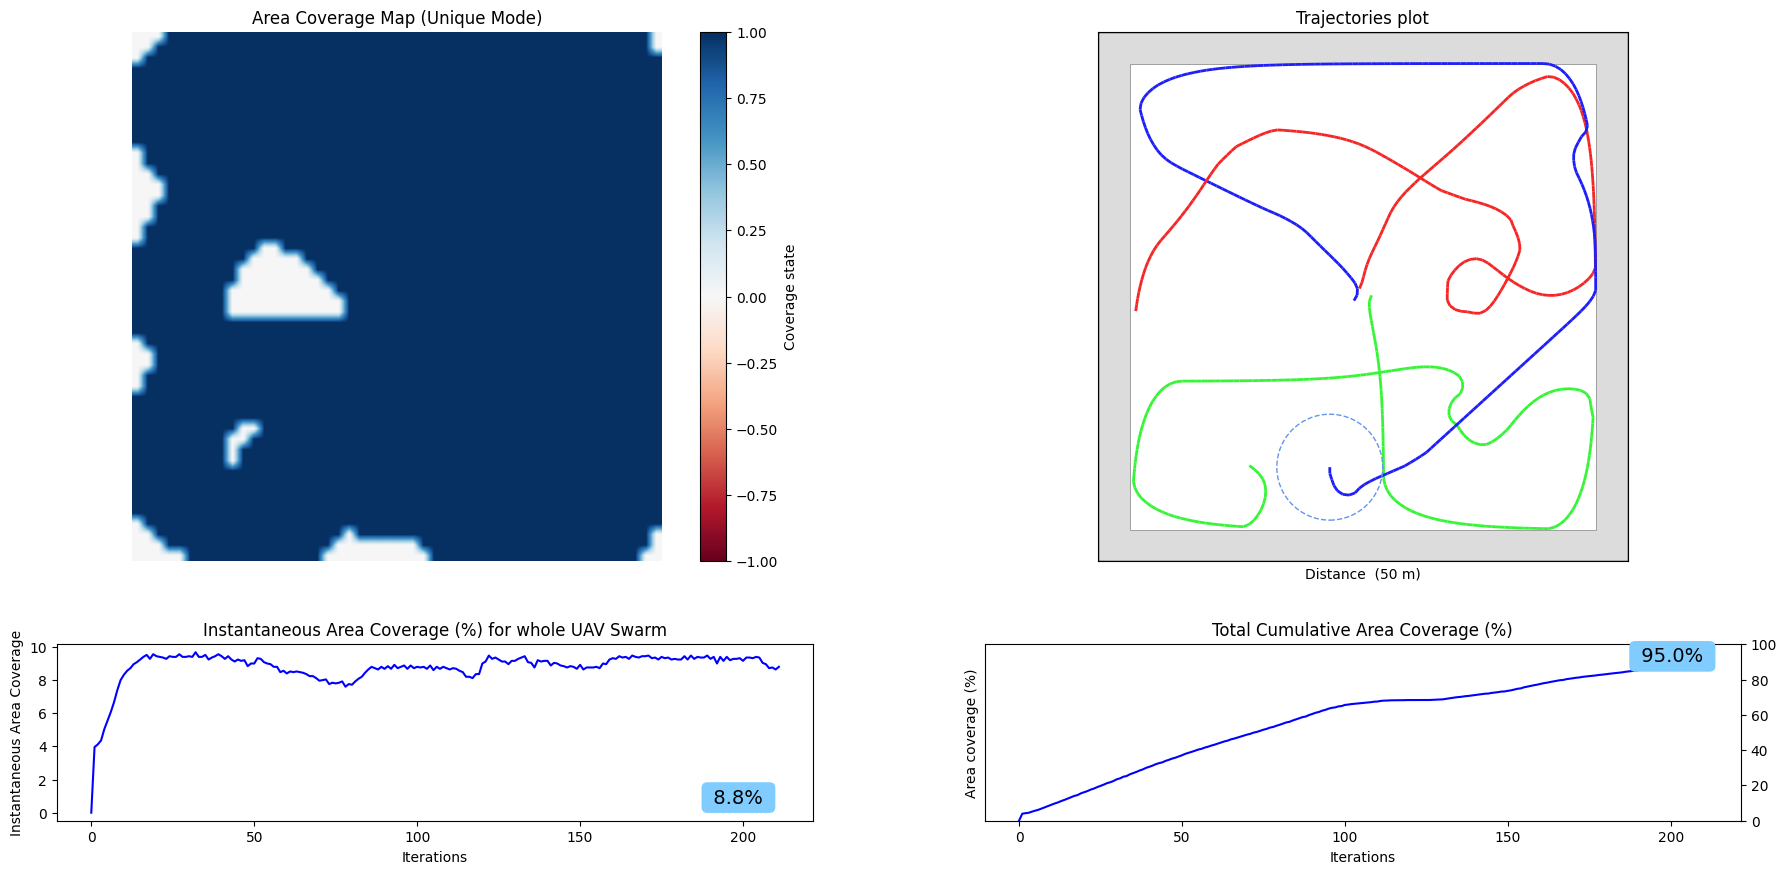 Area Coverage Map (Unique Mode)
1.00
0.75
0.50
0.25
0.00
−0.25
−0.50
−0.75
−1.00
Coverage state
Trajectories plot
Distance  (50 m)
Instantaneous Area Coverage (%) for whole UAV Swarm
Instantaneous Area Coverage
10
8
6
4
2
0
8.8%
0 50 100 150 200
Iterations
Total Cumulative Area Coverage (%)
Area coverage (%)
95.0%
100
80
60
40
20
0
0 50 100 150 200
Iterations